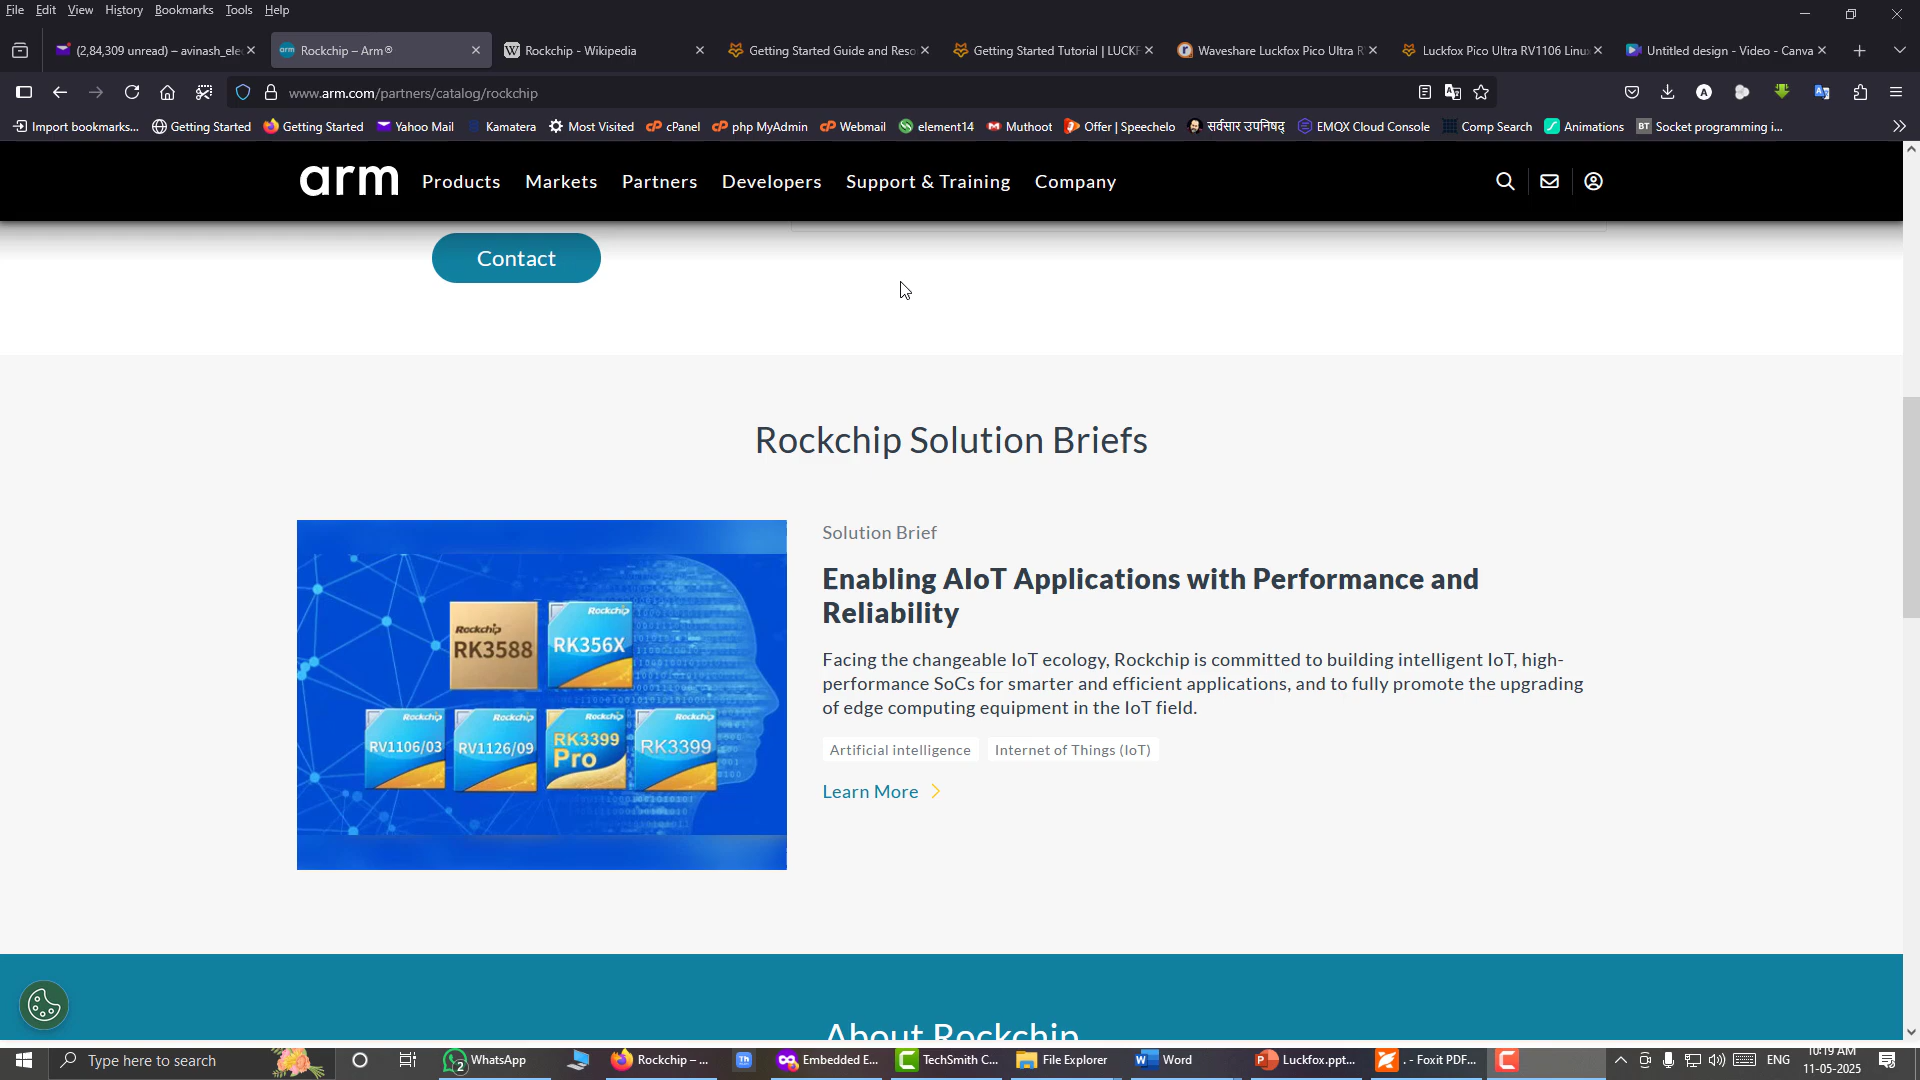 File Edit View History Bookmarks Tools Help
(2,84,309 unread) – avinash_ele
Rockchip – Arm®
Rockchip - Wikipedia
Getting Started Guide and Reso
Getting Started Tutorial | LUCKF
Waveshare Luckfox Pico Ultra R
Luckfox Pico Ultra RV1106 Linu
Untitled design - Video - Canva
www.arm.com/partners/catalog/rockchip
Import bookmarks... Getting Started Getting Started Yahoo Mail Kamatera Most Visited cPanel php MyAdmin Webmail element14 Muthoot Offer | Speechelo सर्वसार उपनिषद् EMQX Cloud Console Comp Search Animations BT Socket programming i...
arm Products Markets Partners Developers Support & Training Company
Contact
Rockchip Solution Briefs
Rockchip
RK3588
Rockchip
RK356X
Rockchip
RV1106/03
Rockchip
RV1126/09
Rockchip
RK3399
Pro
Rockchip
RK3399
Solution Brief
Enabling AIoT Applications with Performance and
Reliability
Facing the changeable IoT ecology, Rockchip is committed to building intelligent IoT, high-
performance SoCs for smarter and efficient applications, and to fully promote the upgrading
of edge computing equipment in the IoT field.
Artificial intelligence Internet of Things (IoT)
Learn More
About Rockchip
Type here to search
2 WhatsApp
Rockchip – ...
Th
Embedded E...
TechSmith C...
File Explorer
Word
Luckfox.ppt...
. - Foxit PDF...
ENG
10:19 AM
11-05-2025